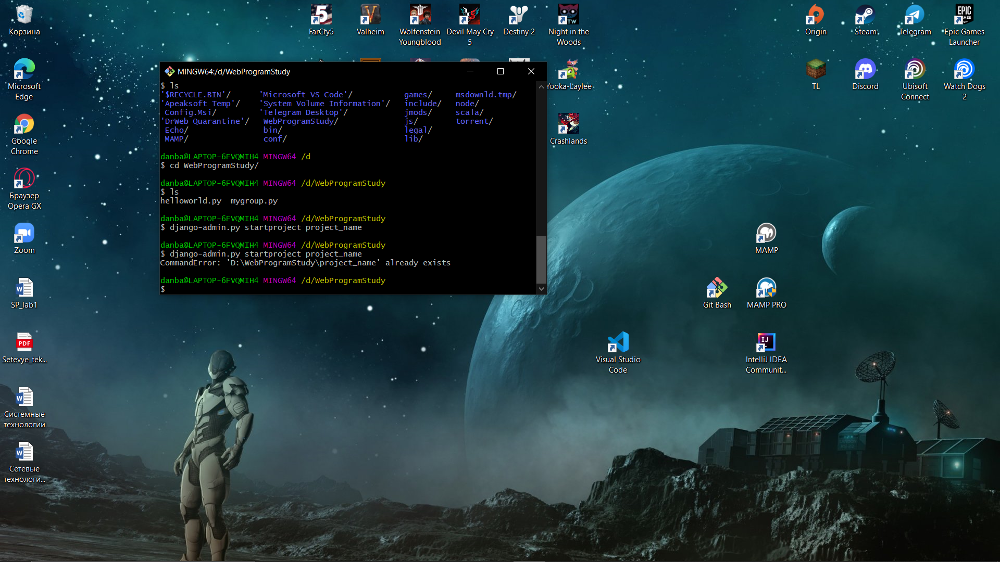 Корзина
FarCry5
Valheim
Wolfenstein
Youngblood
Devil May Cry
5
Destiny 2
Night in the
Woods
Origin
Steam
Telegram
Epic Games
Launcher
Microsoft
Edge
Yooka-Laylee
TL
Discord
Ubisoft
Connect
Watch Dogs
2
Google
Chrome
Crashlands
Браузер
Opera GX
Zoom
SP_lab1
PDF
Setevye_tek...
Системные
технологии
Сетевые
технологи...
MAMP
Git Bash
MAMP PRO
Visual Studio
Code
IntelliJ IDEA
Communit...
MINGW64:/d/WebProgramStudy
$ ls
'$RECYCLE.BIN'/ 'Microsoft VS Code'/ games/ msdownld.tmp/
'Apeaksoft Temp'/ 'System Volume Information'/ include/ node/
Config.Msi/ 'Telegram Desktop'/ jmods/ scala/
'DrWeb Quarantine'/ WebProgramStudy/ js/ torrent/
Echo/ bin/ legal/
MAMP/ conf/ lib/
danba@LAPTOP-6FVQMIH4 MINGW64 /d
$ cd WebProgramStudy/
danba@LAPTOP-6FVQMIH4 MINGW64 /d/WebProgramStudy
$ ls
helloworld.py mygroup.py
danba@LAPTOP-6FVQMIH4 MINGW64 /d/WebProgramStudy
$ django-admin.py startproject project_name
danba@LAPTOP-6FVQMIH4 MINGW64 /d/WebProgramStudy
$ django-admin.py startproject project_name
CommandError: 'D:\WebProgramStudy\project_name' already exists
danba@LAPTOP-6FVQMIH4 MINGW64 /d/WebProgramStudy
$